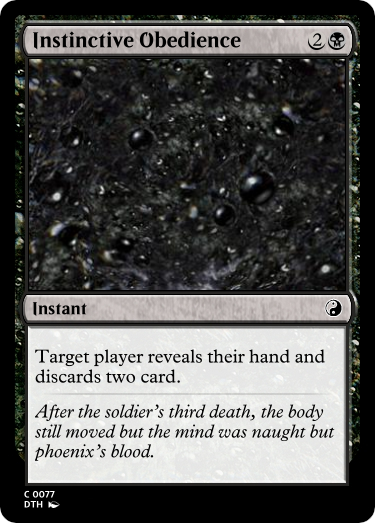 Instinctive Obedience 2
Instant
Target player reveals their hand and
discards two card.
After the soldier's third death, the body
still moved but the mind was naught but
phoenix's blood.
C 0077
DTH